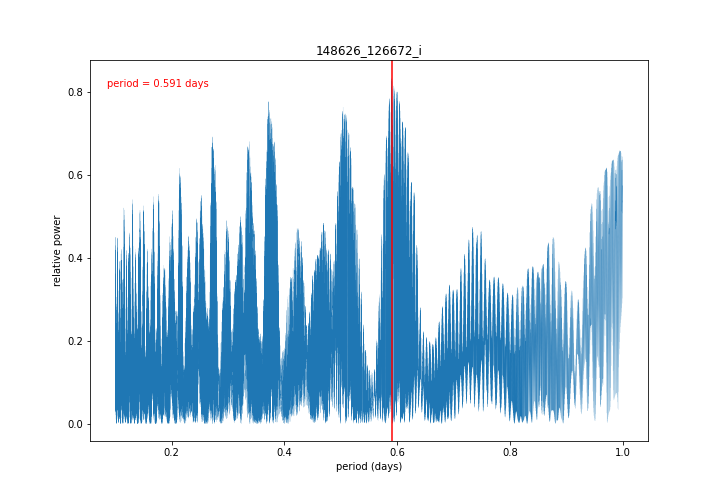 148626_126672_i
period = 0.591 days
relative power
0.8
0.6
0.4
0.2
0.0
0.2 0.4 0.6 0.8 1.0
period (days)